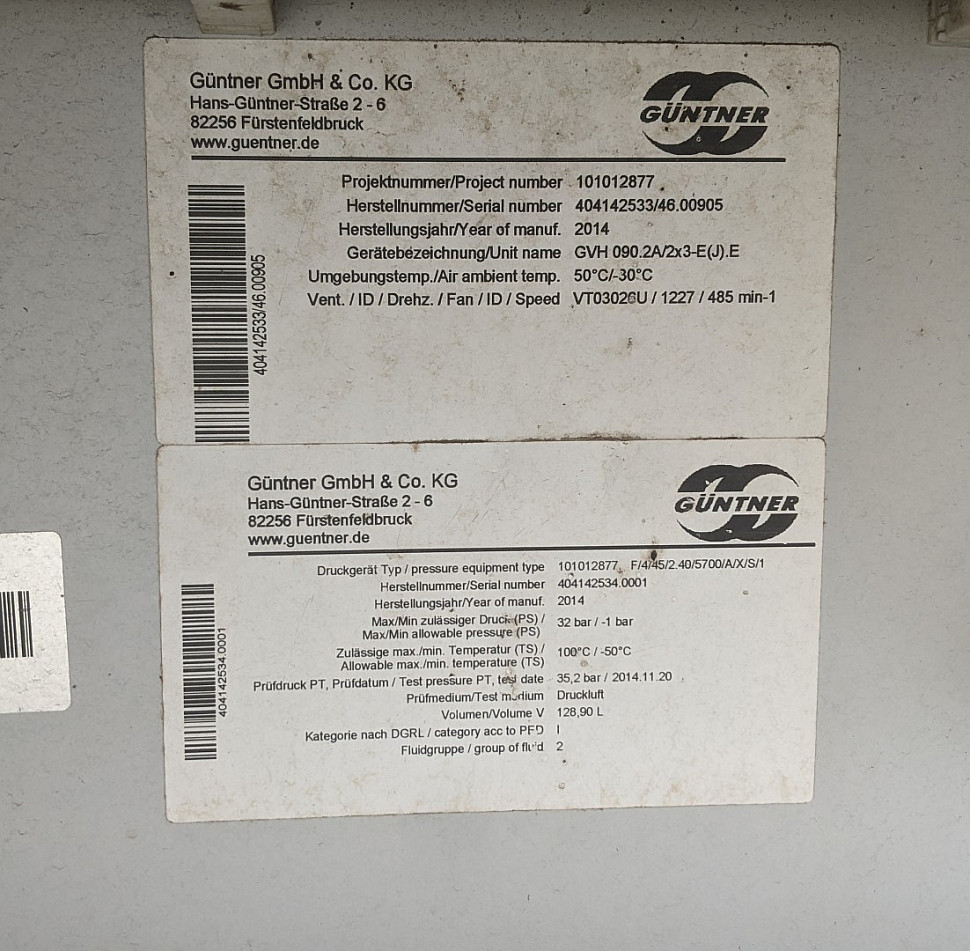 Güntner GmbH & Co. KG
Hans-Güntner-Straße 2 - 6
82256 Fürstenfeldbruck
www.guentner.de
GÜNTNER
Projektnummer/Project number 101012877
Herstellnummer/Serial number 404142533/46.00905
Herstellungsjahr/Year of manuf. 2014
Gerätebezeichnung/Unit name GVH 090.2A/2x3-E(J).E
Umgebungstemp./Air ambient temp. 50°C/-30°C
Vent. / ID / Drehz. / Fan / ID / Speed VT03026U / 1227 / 485 min-1
404142533/46.00905
Güntner GmbH & Co. KG
Hans-Güntner-Straße 2 - 6
82256 Fürstenfeldbruck
www.guentner.de
GÜNTNER
Druckgerät Typ / pressure equipment type 101012877 F/4/45/2.40/5700/A/X/S/1
Herstellnummer/Serial number 404142534.0001
Herstellungsjahr/Year of manuf. 2014
Max/Min zulässiger Druck (PS) /
Max/Min allowable pressure (PS) 32 bar / -1 bar
Zulässige max./min. Temperatur (TS) /
Allowable max./min. temperature (TS) 100°C / -50°C
Prüfdruck PT, Prüfdatum / Test pressure PT, test date 35,2 bar / 2014.11.20
Prüfmedium/Test medium Druckluft
Volumen/Volume V 128,90 L
Kategorie nach DGRL / category acc to PED I
Fluidgruppe / group of fluid 2
404142534.0001